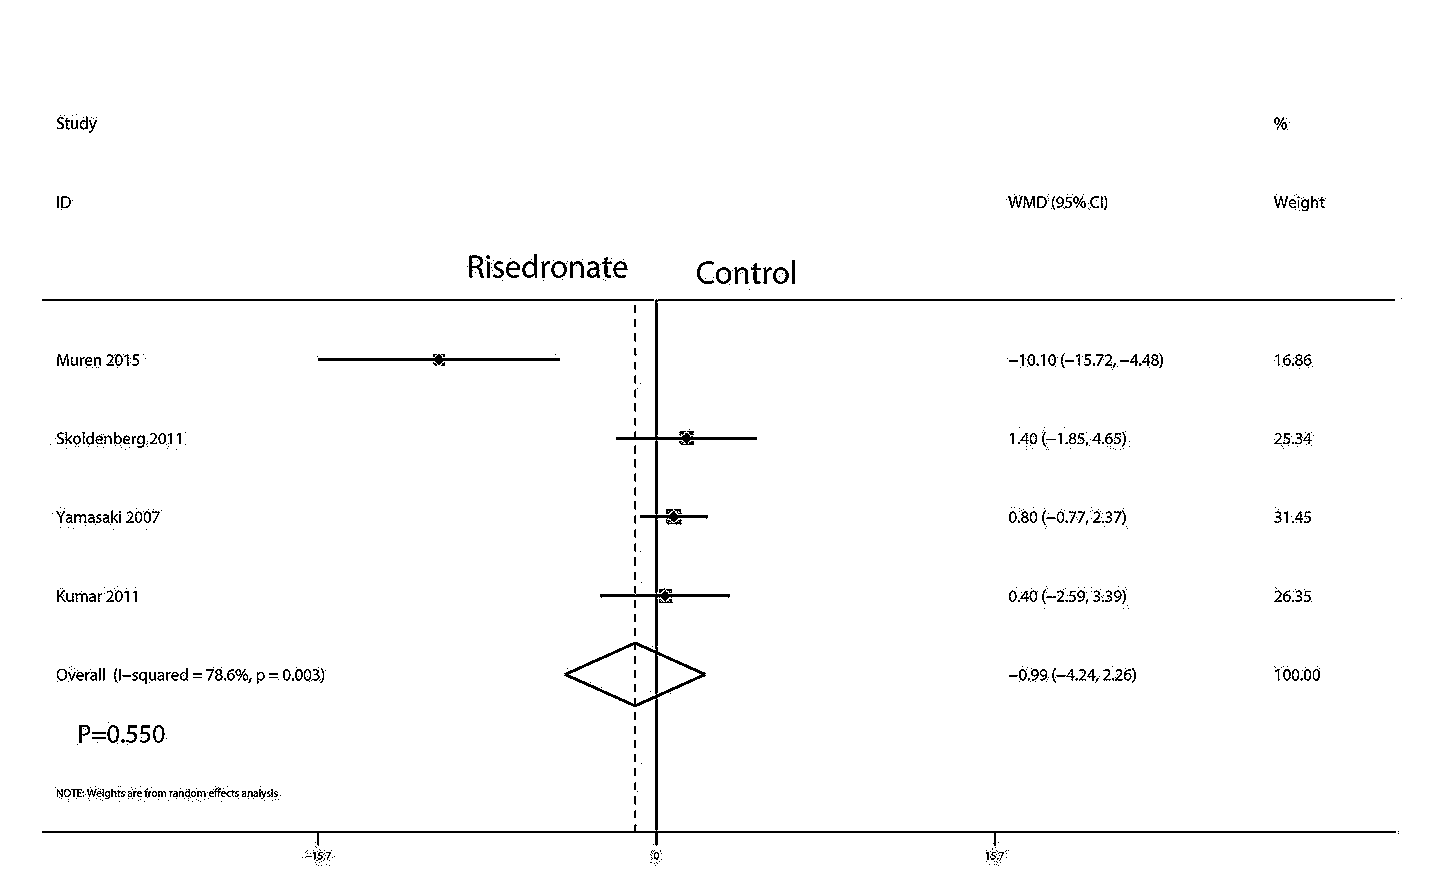 Study %
ID WMD (95% CI) Weight
Risedronate Control
Muren 2015 −10.10 (−15.72, −4.48) 16.86
Skoldenberg 2011 1.40 (−1.85, 4.65) 25.34
Yamasaki 2007 0.80 (−0.77, 2.37) 31.45
Kumar 2011 0.40 (−2.59, 3.39) 26.35
Overall (I−squared = 78.6%, p = 0.003) −0.99 (−4.24, 2.26) 100.00
P=0.550
NOTE: Weights are from random effects analysis
−15.7 0 15.7